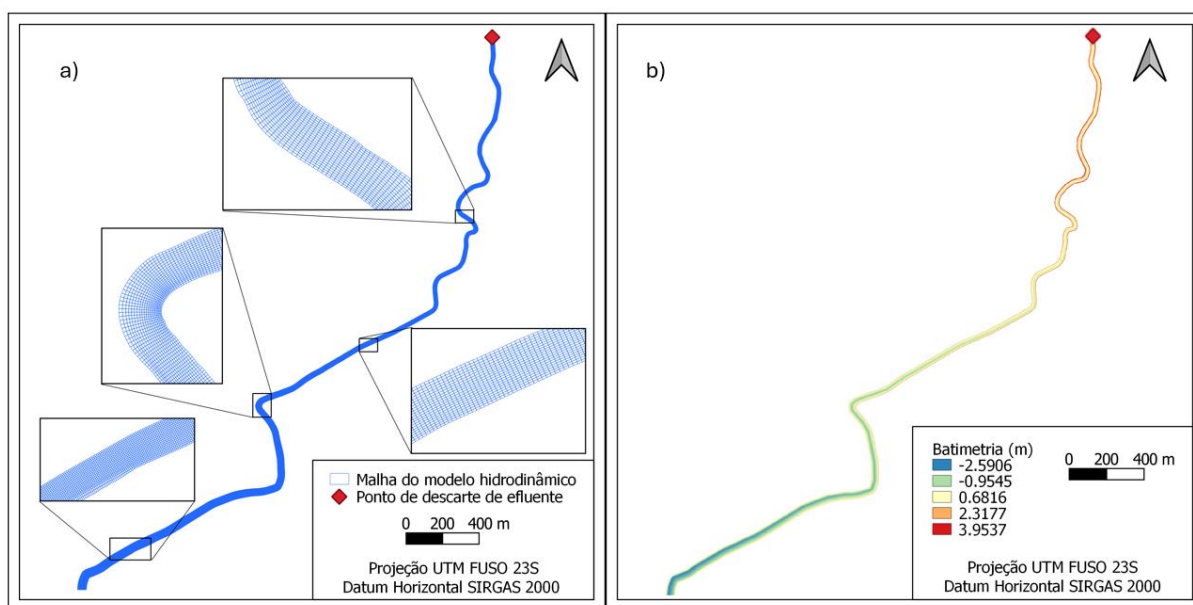 a)
Malha do modelo hidrodinâmico
Ponto de descarte de efluente
0 200 400 m
Projeção UTM FUSO 23S
Datum Horizontal SIRGAS 2000
b)
Batimetria (m)
-2.5906
-0.9545
0.6816
2.3177
3.9537
0 200 400 m
Projeção UTM FUSO 23S
Datum Horizontal SIRGAS 2000